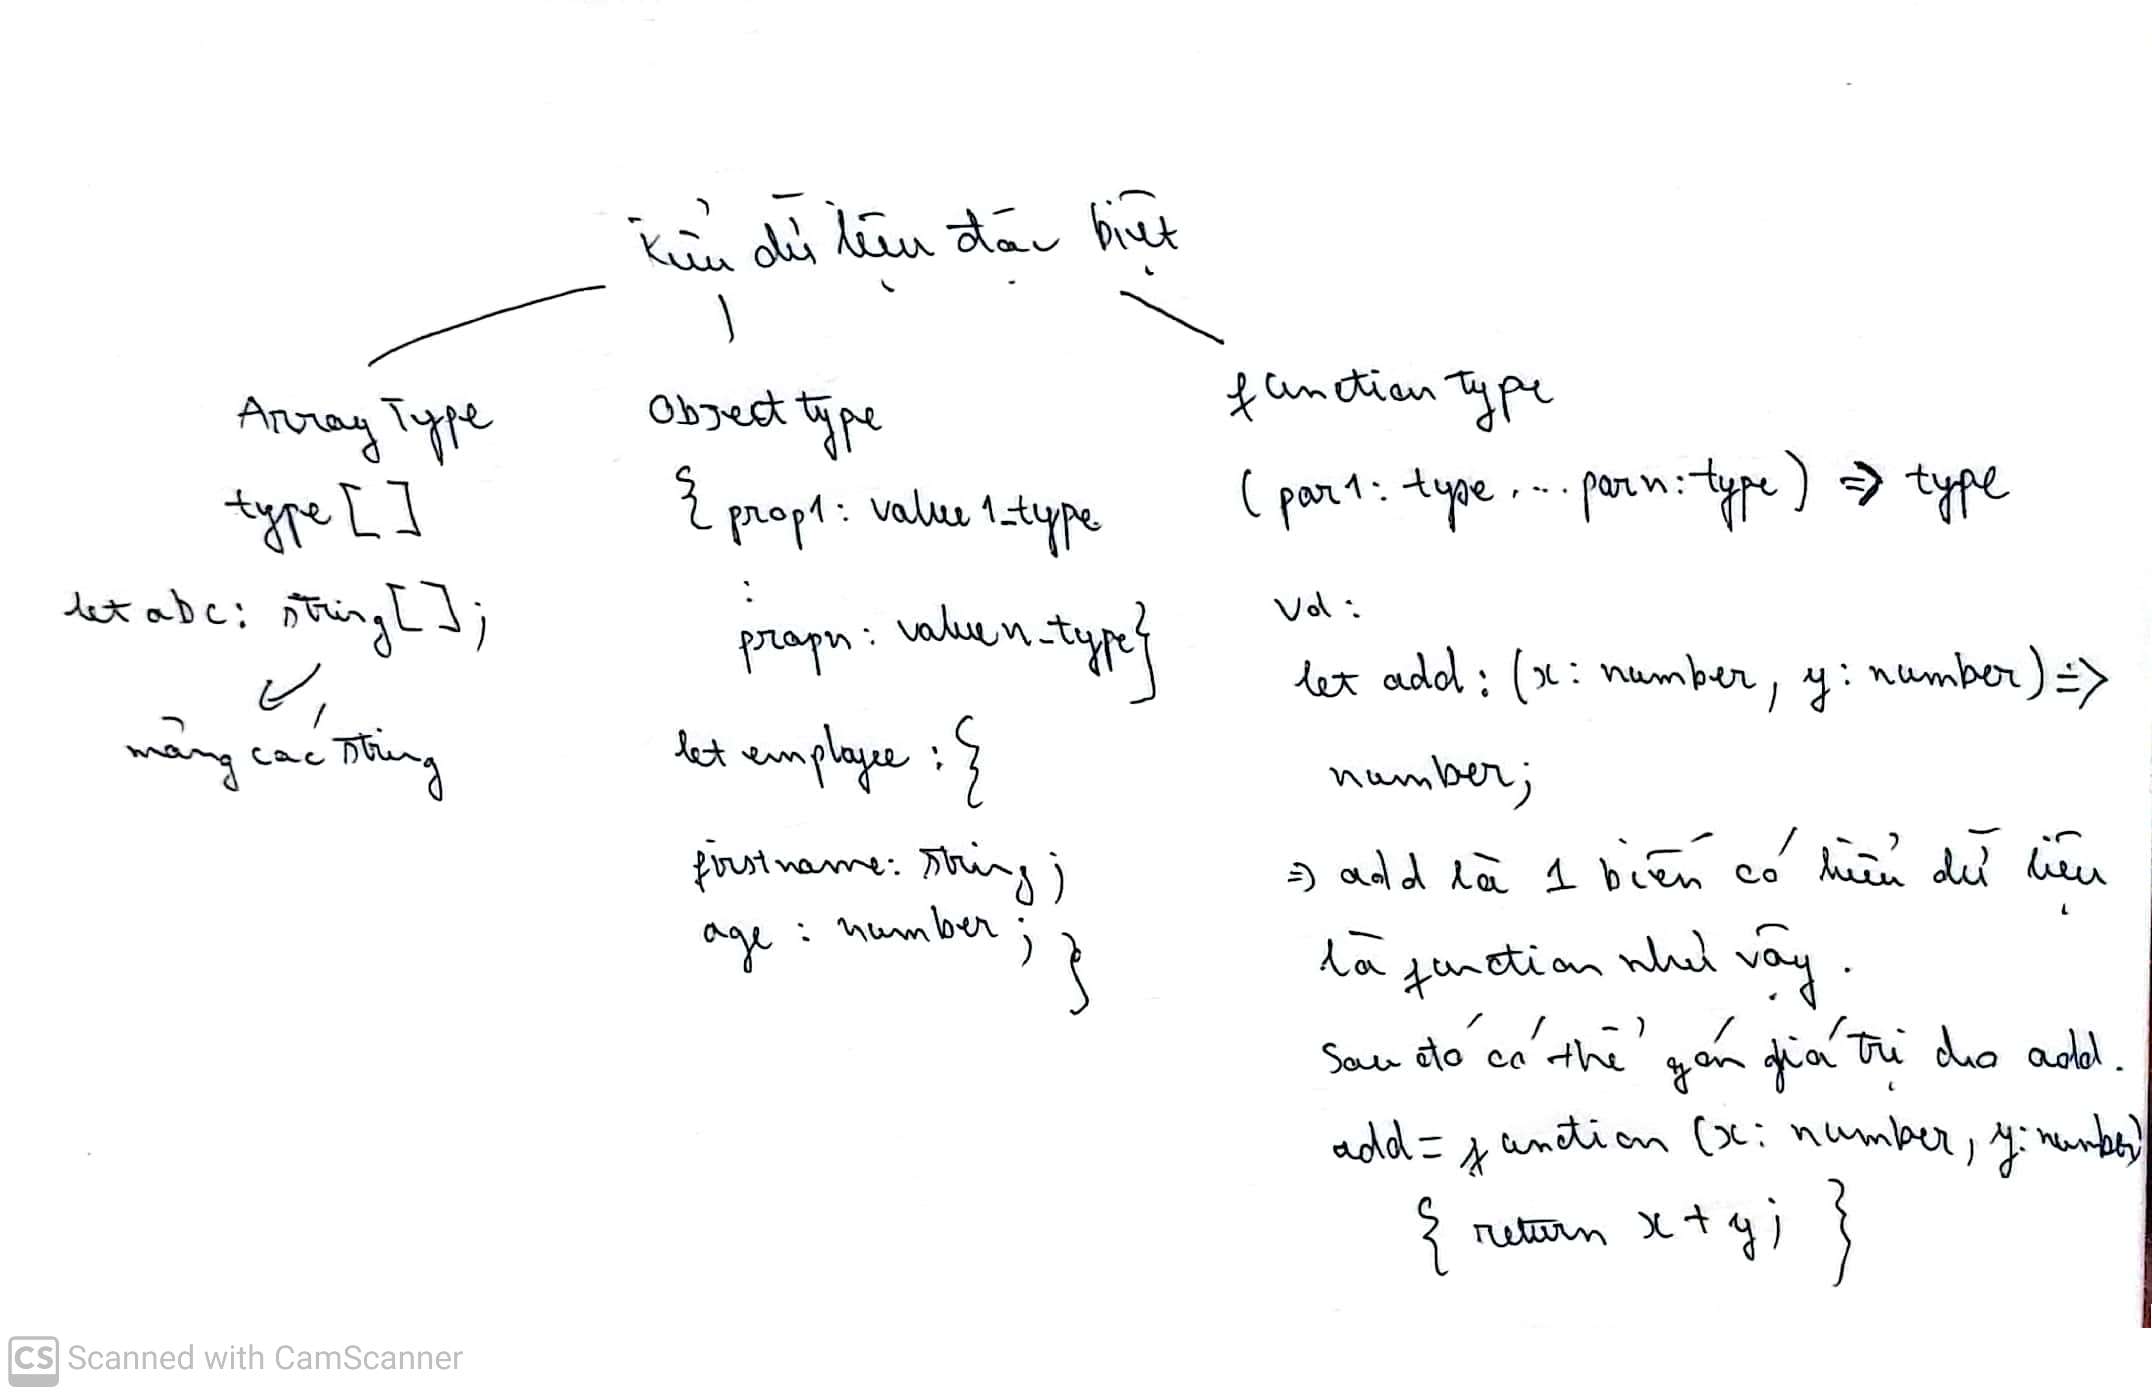 Kiểu dữ liệu đặc biệt
Array Type
type []
let abc: string[];
mảng các string
Object type
{ prop1: value1_type
:
propn: valuen_type}
let employee : {
firstname: string;
age : number; }
function Type
(par1: type, ... parn: type) => type
Vd :
let add : (x: number, y: number) =>
number;
=> add là 1 biến có kiểu dữ liệu
là function như vậy.
Sau đó có thể gán giá trị cho add.
add = function (x: number, y: number)
{ return x + y; }
CS Scanned with CamScanner